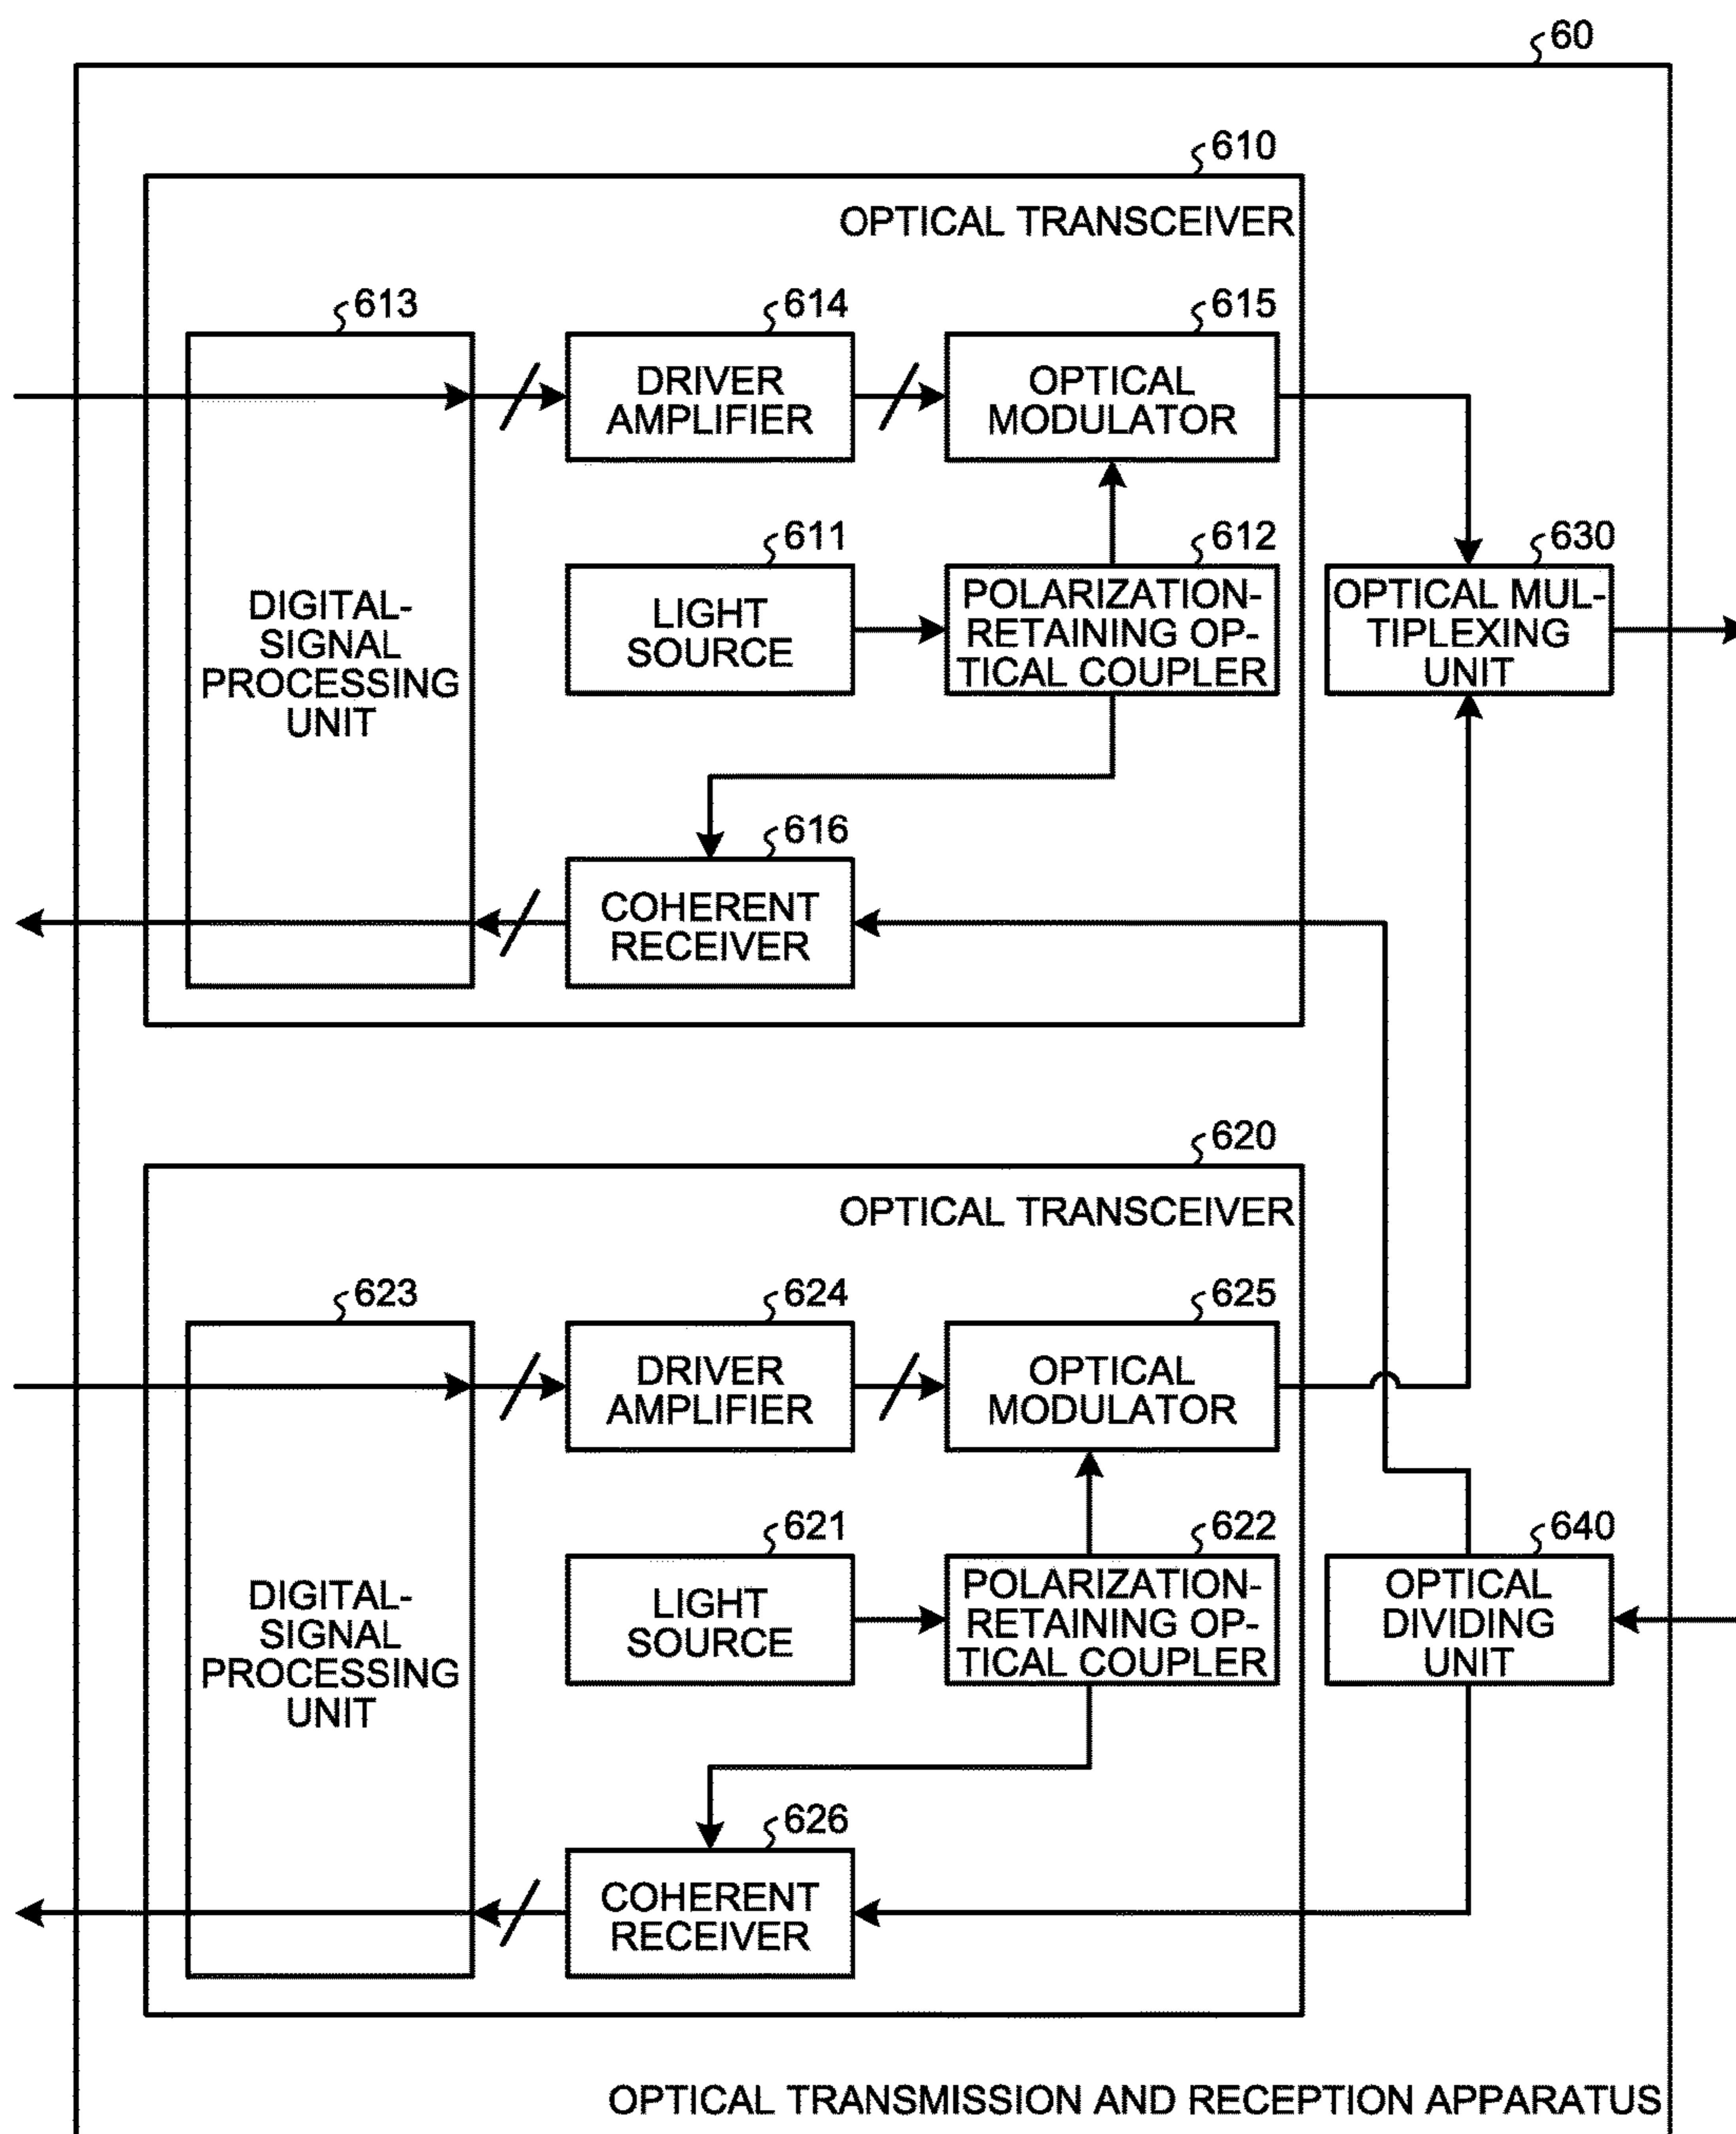 60
610
OPTICAL TRANSCEIVER
613
614
615
DRIVER
AMPLIFIER
OPTICAL
MODULATOR
611
612
630
DIGITAL-
SIGNAL
PROCESSING
UNIT
LIGHT
SOURCE
POLARIZATION-
RETAINING OP-
TICAL COUPLER
OPTICAL MUL-
TIPLEXING
UNIT
616
COHERENT
RECEIVER
620
OPTICAL TRANSCEIVER
623
624
625
DRIVER
AMPLIFIER
OPTICAL
MODULATOR
621
622
640
DIGITAL-
SIGNAL
PROCESSING
UNIT
LIGHT
SOURCE
POLARIZATION-
RETAINING OP-
TICAL COUPLER
OPTICAL
DIVIDING
UNIT
626
COHERENT
RECEIVER
OPTICAL TRANSMISSION AND RECEPTION APPARATUS